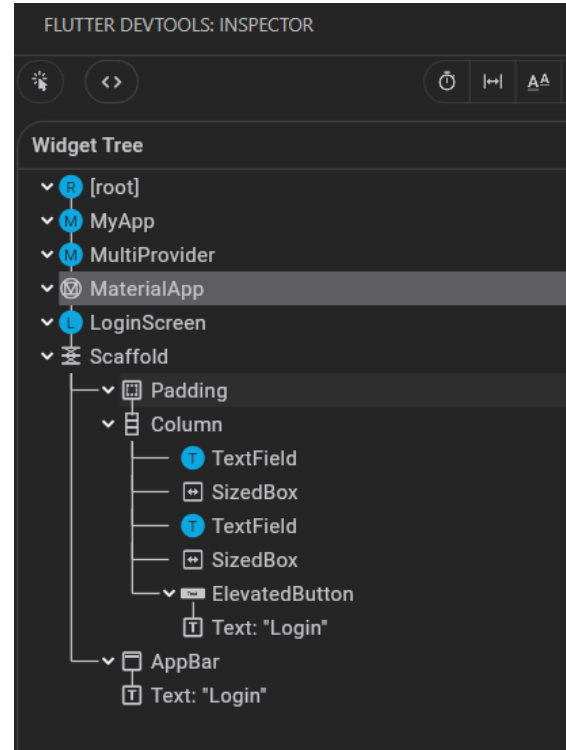 FLUTTER DEVTOOLS: INSPECTOR
Widget Tree
R [root]
M MyApp
M MultiProvider
M MaterialApp
L LoginScreen
Scaffold
Padding
Column
T TextField
SizedBox
T TextField
SizedBox
ElevatedButton
T Text: "Login"
AppBar
T Text: "Login"